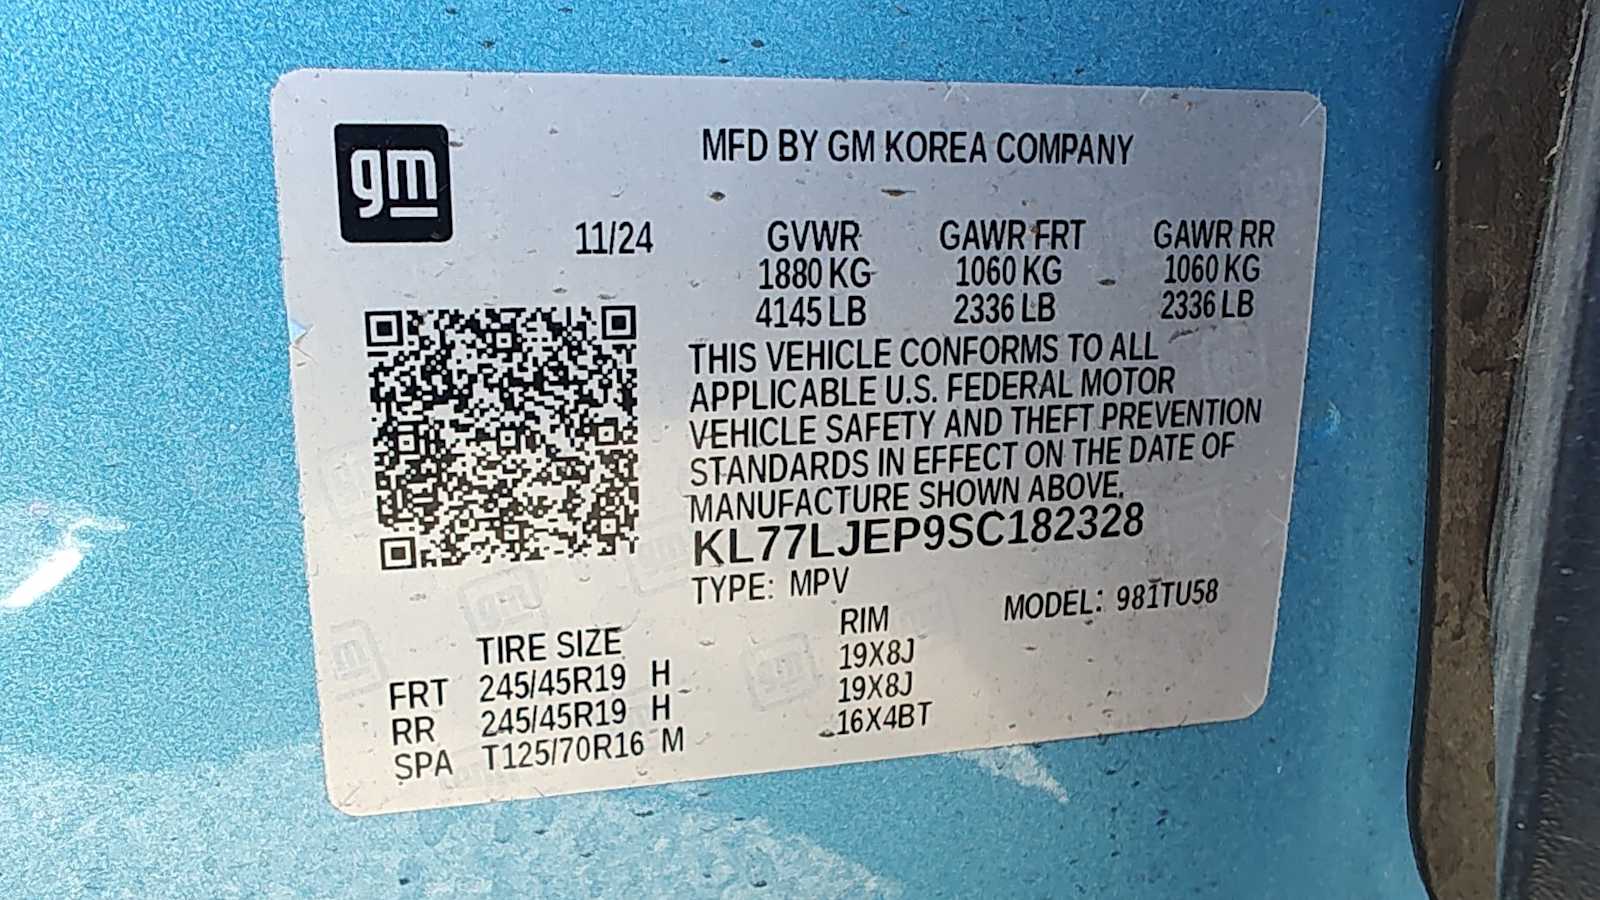 gm
MFD BY GM KOREA COMPANY
11/24 GVWR GAWR FRT GAWR RR
1880 KG 1060 KG 1060 KG
4145 LB 2336 LB 2336 LB
THIS VEHICLE CONFORMS TO ALL
APPLICABLE U.S. FEDERAL MOTOR
VEHICLE SAFETY AND THEFT PREVENTION
STANDARDS IN EFFECT ON THE DATE OF
MANUFACTURE SHOWN ABOVE.
KL77LJEP9SC182328
TYPE: MPV MODEL: 981TU58
TIRE SIZE RIM
FRT 245/45R19 H 19X8J
RR 245/45R19 H 19X8J
SPA T125/70R16 M 16X4BT